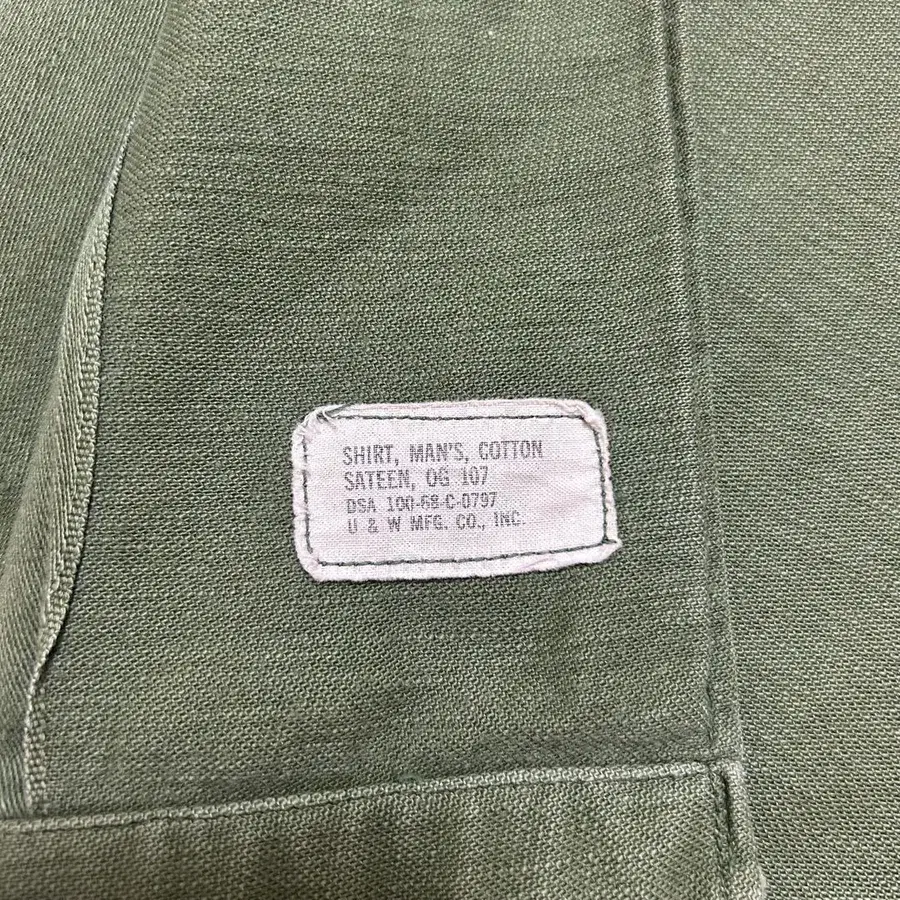 SHIRT, MAN'S, COTTON
SATEEN, OG 107
DSA 100-68-C-0797
U & W MFG. CO., INC.